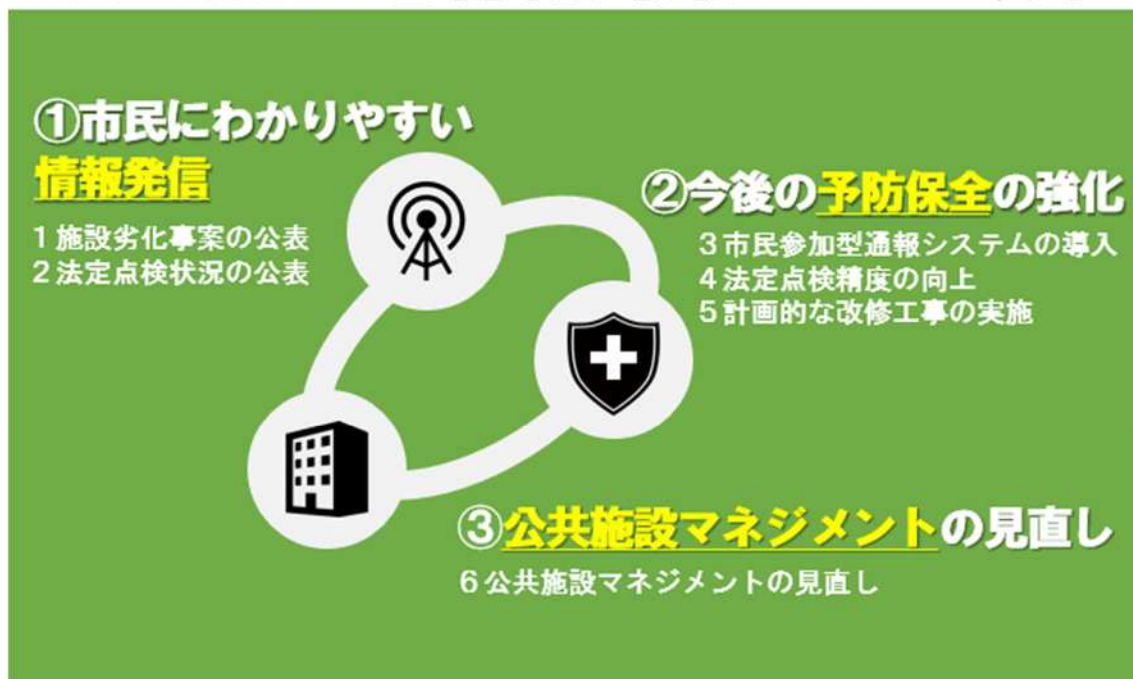 ①市民にわかりやすい
情報発信
1施設劣化事案の公表
2法定点検状況の公表
②今後の予防保全の強化
3市民参加型通報システムの導入
4法定点検精度の向上
5計画的な改修工事の実施
③公共施設マネジメントの見直し
6公共施設マネジメントの見直し